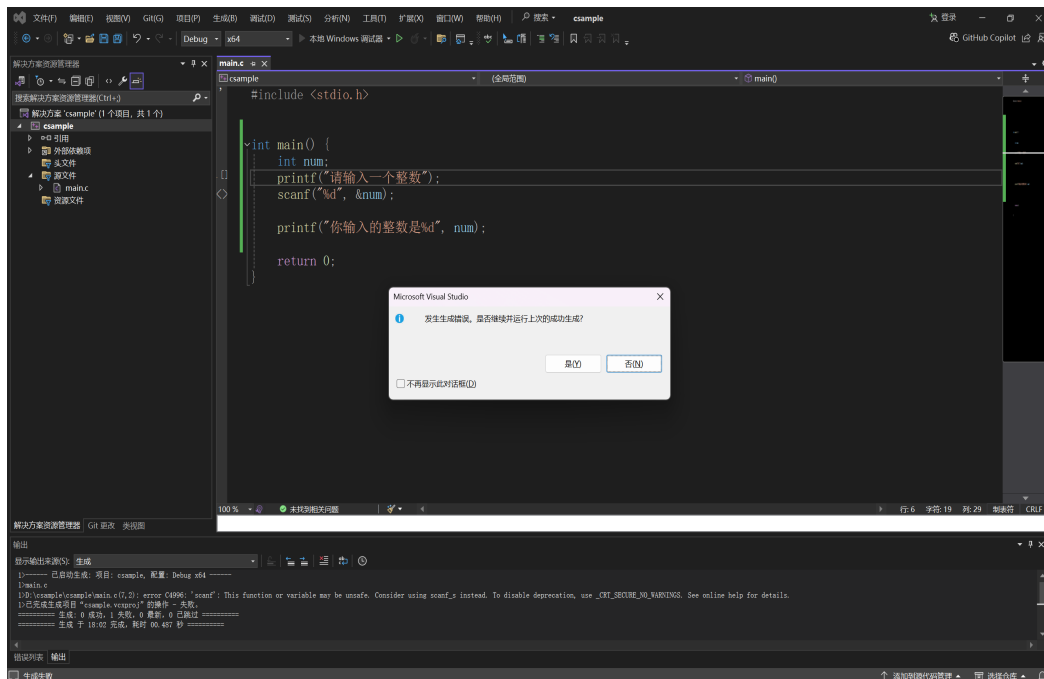 文件(F) 编辑(E) 视图(V) Git(G) 项目(P) 生成(B) 调试(D) 测试(S) 分析(N) 工具(T) 扩展(X) 窗口(W) 帮助(H) 搜索 csample 登录
Debug x64 本地 Windows 调试器 GitHub Copilot
解决方案资源管理器
搜索解决方案资源管理器(Ctrl+;)
解决方案 'csample' (1 个项目，共 1 个)
csample
引用
外部依赖项
头文件
源文件
main.c
资源文件
解决方案资源管理器 Git 更改 类视图
main.c
csample (全局范围) main()
#include <stdio.h>
int main() {
int num;
printf("请输入一个整数");
scanf("%d", &num);
printf("你输入的整数是%d", num);
return 0;
}
Microsoft Visual Studio
发生生成错误。是否继续并运行上次的成功生成?
是(Y) 否(N)
不再显示此对话框(D)
100 % 未找到相关问题 行: 6 字符: 19 列: 29 制表符 CRLF
输出
显示输出来源(S): 生成
1>------ 已启动生成: 项目: csample, 配置: Debug x64 ------
1>main.c
1>D:\csample\csample\main.c(7,2): error C4996: 'scanf': This function or variable may be unsafe. Consider using scanf_s instead. To disable deprecation, use _CRT_SECURE_NO_WARNINGS. See online help for details.
1>已完成生成项目“csample.vcxproj”的操作 - 失败。
========== 生成: 0 成功，1 失败，0 最新，0 已跳过 ==========
========== 生成 于 18:02 完成，耗时 00.487 秒 ==========
错误列表 输出
生成失败 添加到源代码管理 选择仓库